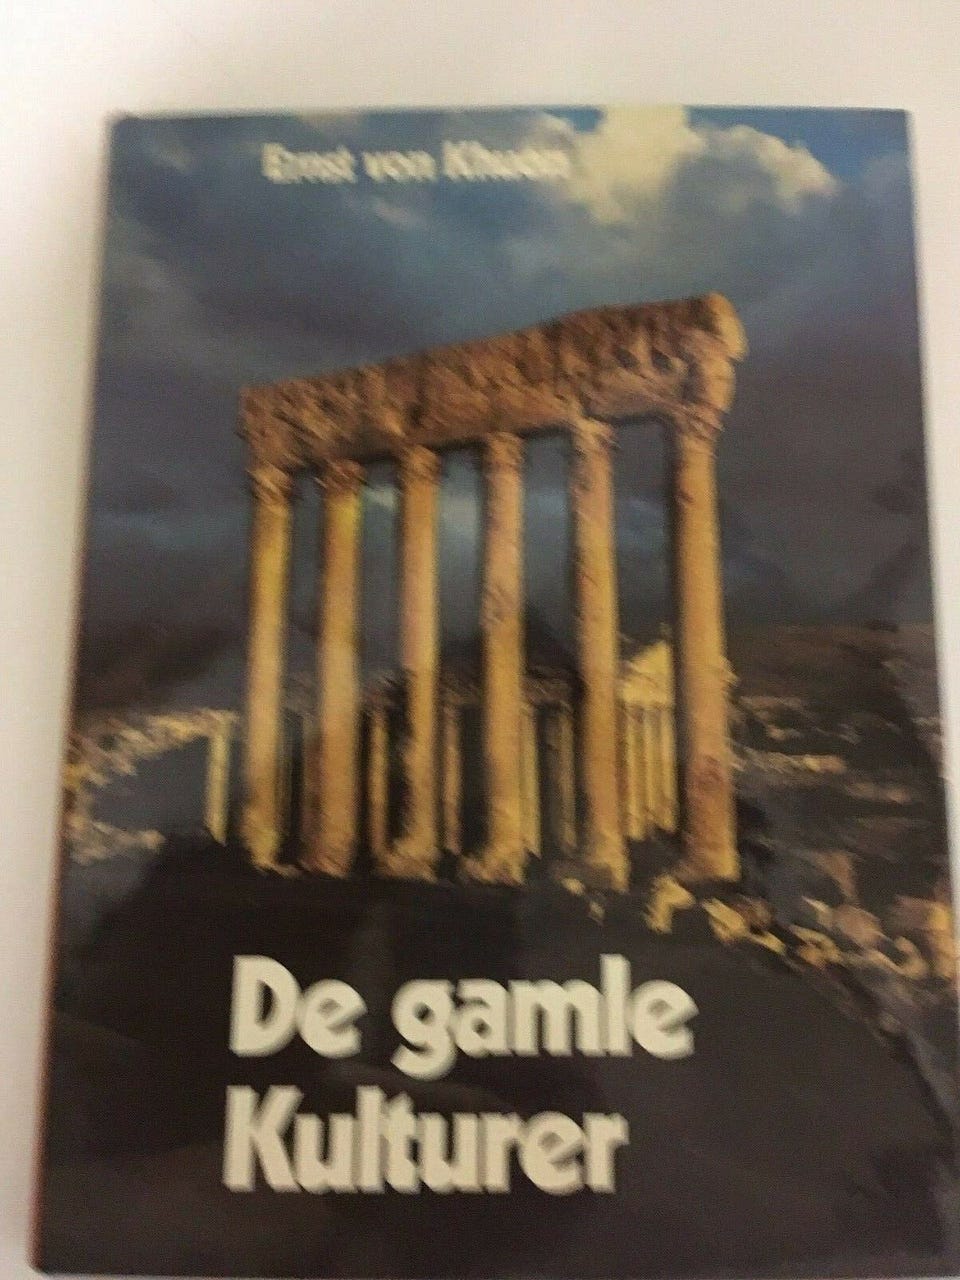 Ernst von Khuon
De gamle
Kulturer